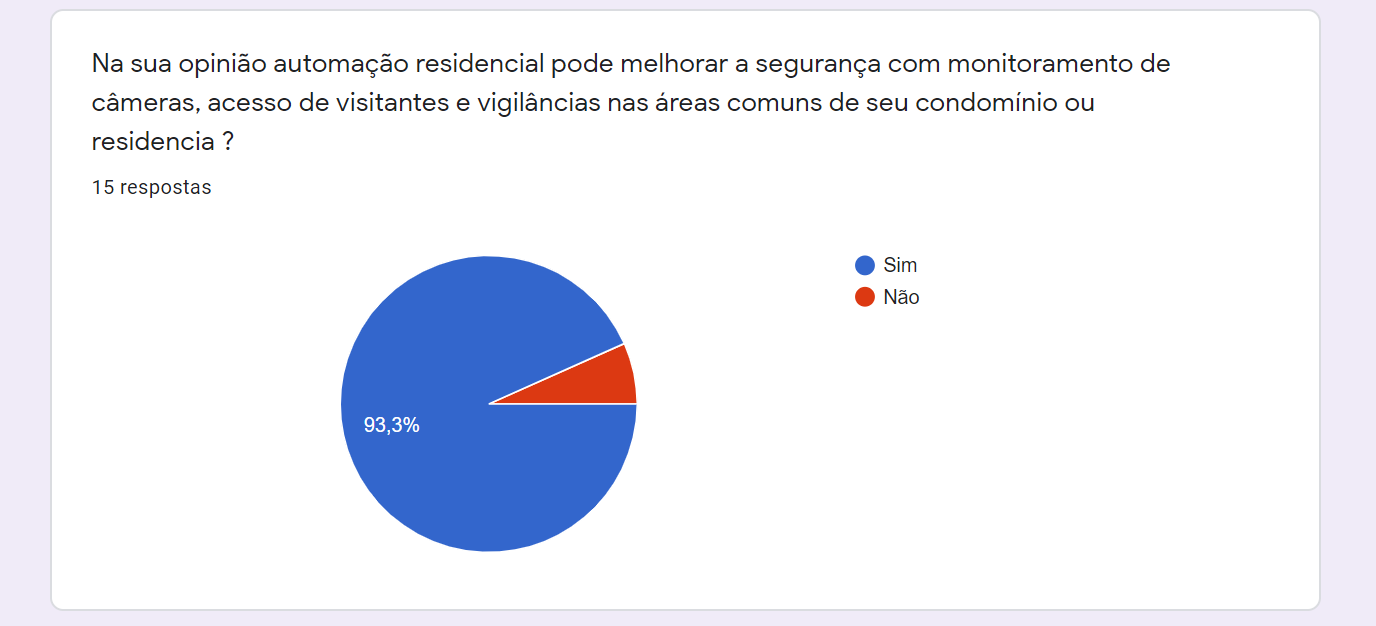 Na sua opinião automação residencial pode melhorar a segurança com monitoramento de
câmeras, acesso de visitantes e vigilâncias nas áreas comuns de seu condomínio ou
residencia ?
15 respostas
Sim
Não
93,3%